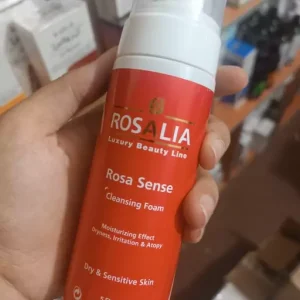 ROSALIA
Luxury Beauty Line
Rosa Sense
Cleansing Foam
Moisturizing Effect
Dryness, Irritation & Atopy
Dry & Sensitive Skin